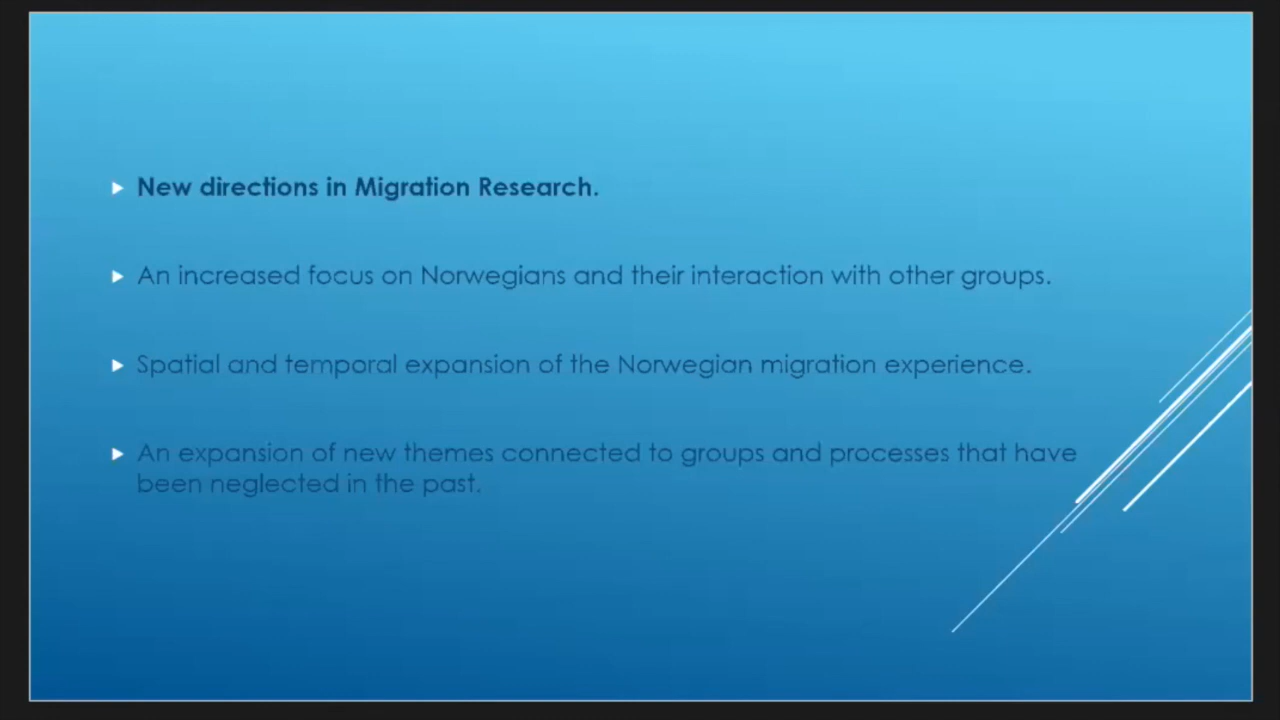 New directions in Migration Research.
An increased focus on Norwegians and their interaction with other groups.
Spatial and temporal expansion of the Norwegian migration experience.
An expansion of new themes connected to groups and processes that have
been neglected in the past.